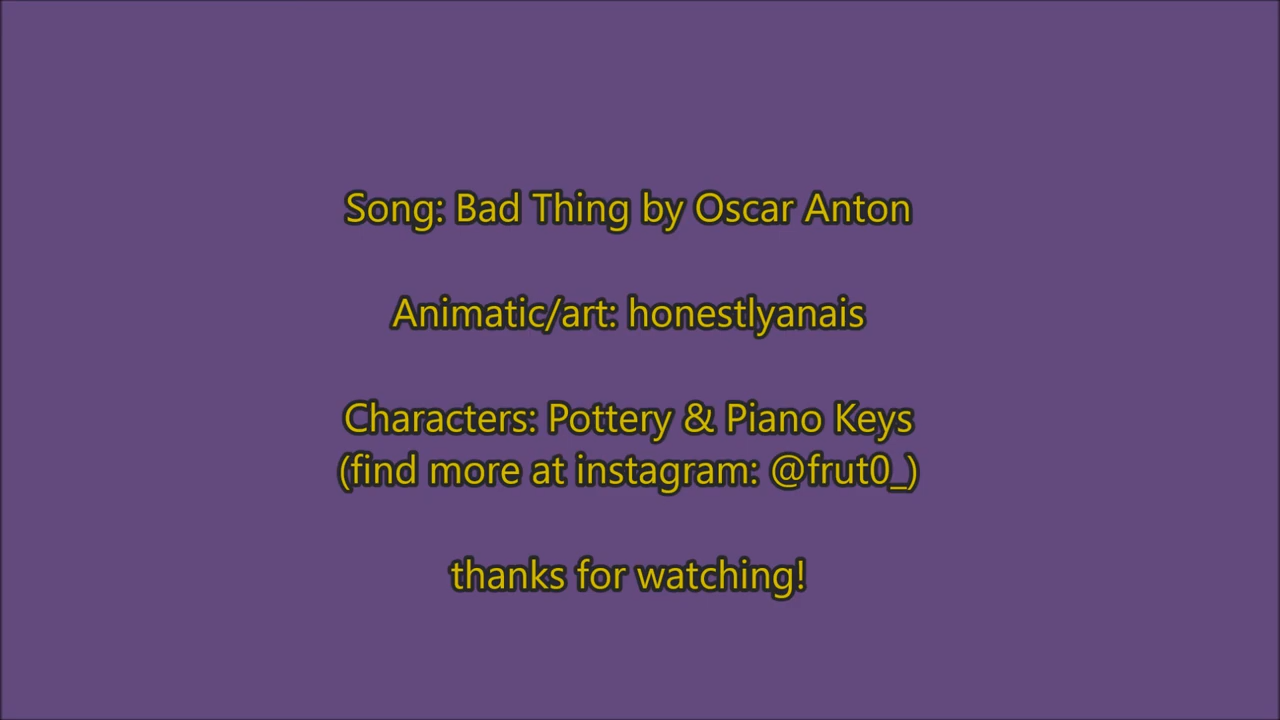 Song: Bad Thing by Oscar Anton
Animatic/art: honestlyanais
Characters: Pottery & Piano Keys
(find more at instagram: @frut0_)
thanks for watching!